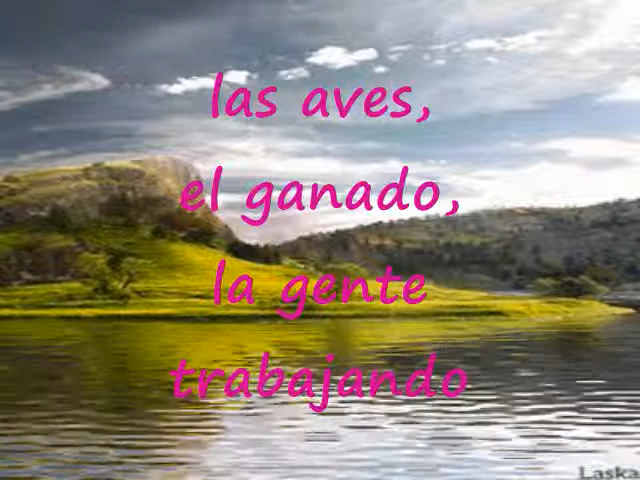 las aves,
el ganado,
la gente
trabajando
Laska